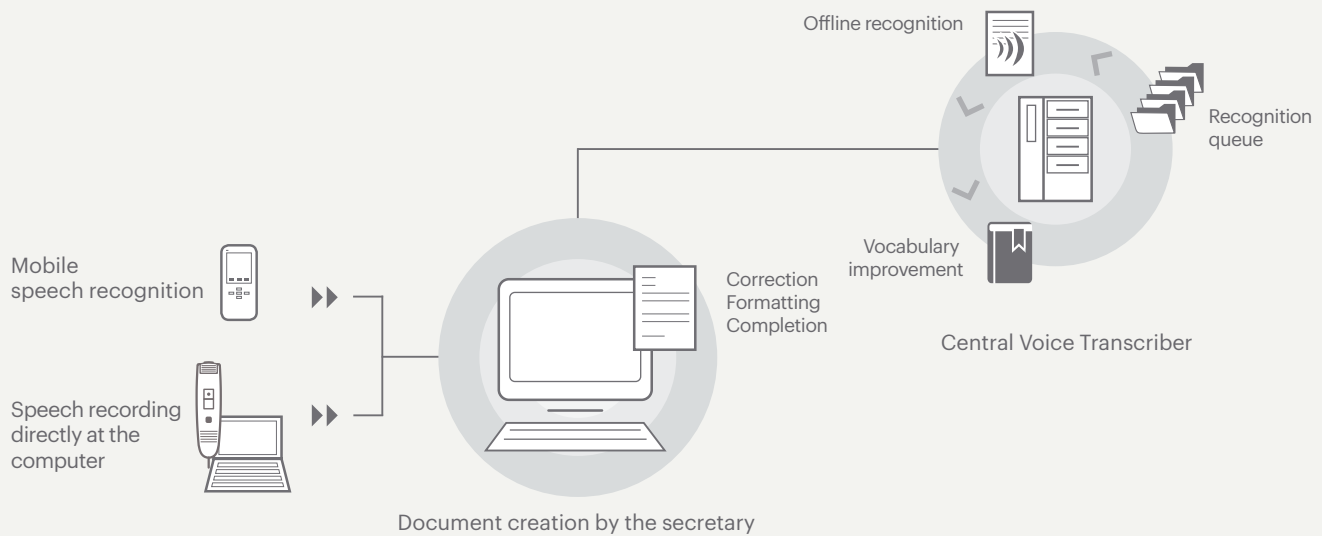 Offline recognition
Recognition
queue
Vocabulary
improvement
Central Voice Transcriber
Mobile
speech recognition
Correction
Formatting
Completion
Speech recording
directly at the
computer
Document creation by the secretary